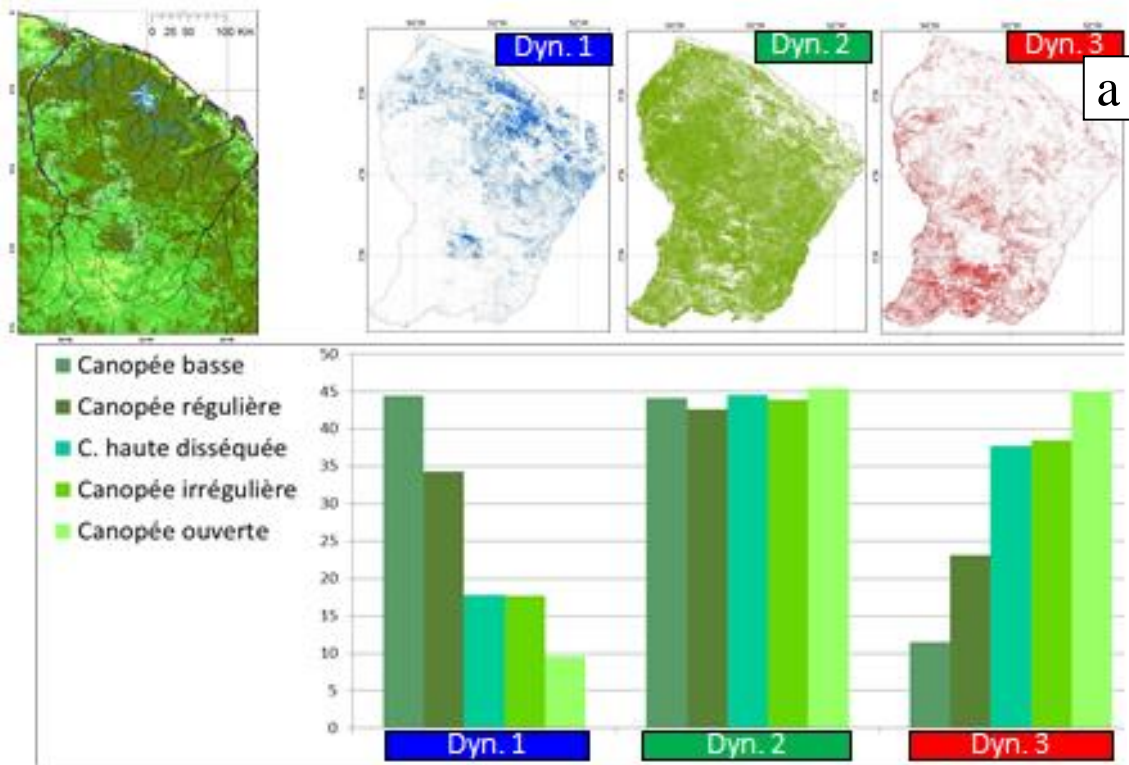 0 25 50 100 Km
Dyn. 1
Dyn. 2
Dyn. 3
a
Canopée basse
Canopée régulière
C. haute disséquée
Canopée irrégulière
Canopée ouverte
50
45
40
35
30
25
20
15
10
5
0
Dyn. 1
Dyn. 2
Dyn. 3